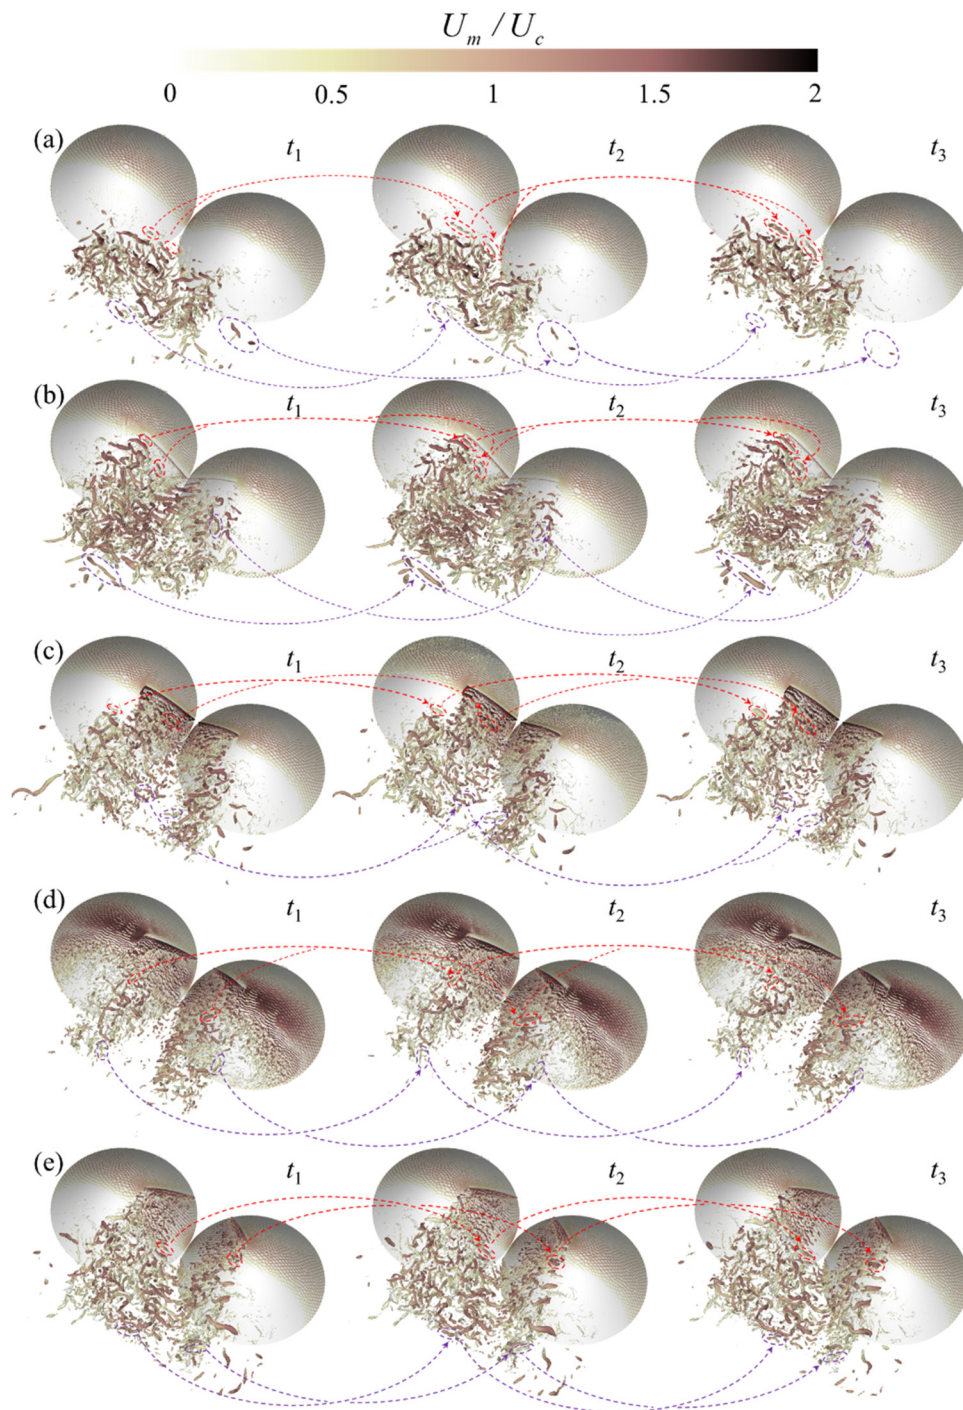 U_m / U_c
0 0.5 1 1.5 2
(a) t_1 t_2 t_3
(b) t_1 t_2 t_3
(c) t_1 t_2 t_3
(d) t_1 t_2 t_3
(e) t_1 t_2 t_3